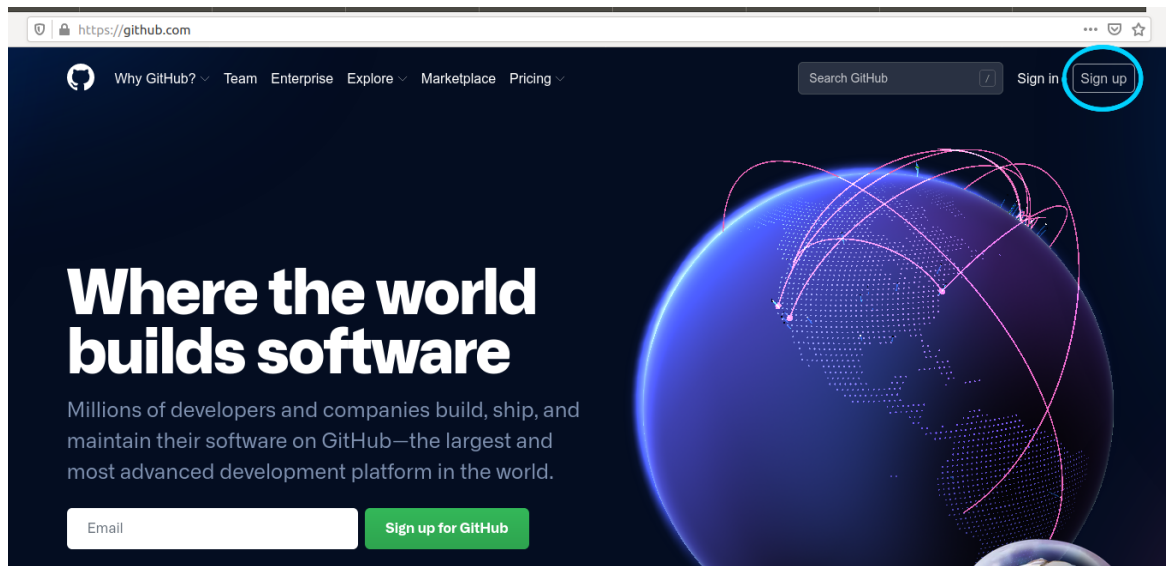 https://github.com
Why GitHub? Team Enterprise Explore Marketplace Pricing Search GitHub / Sign in Sign up
Where the world
builds software
Millions of developers and companies build, ship, and
maintain their software on GitHub—the largest and
most advanced development platform in the world.
Email Sign up for GitHub